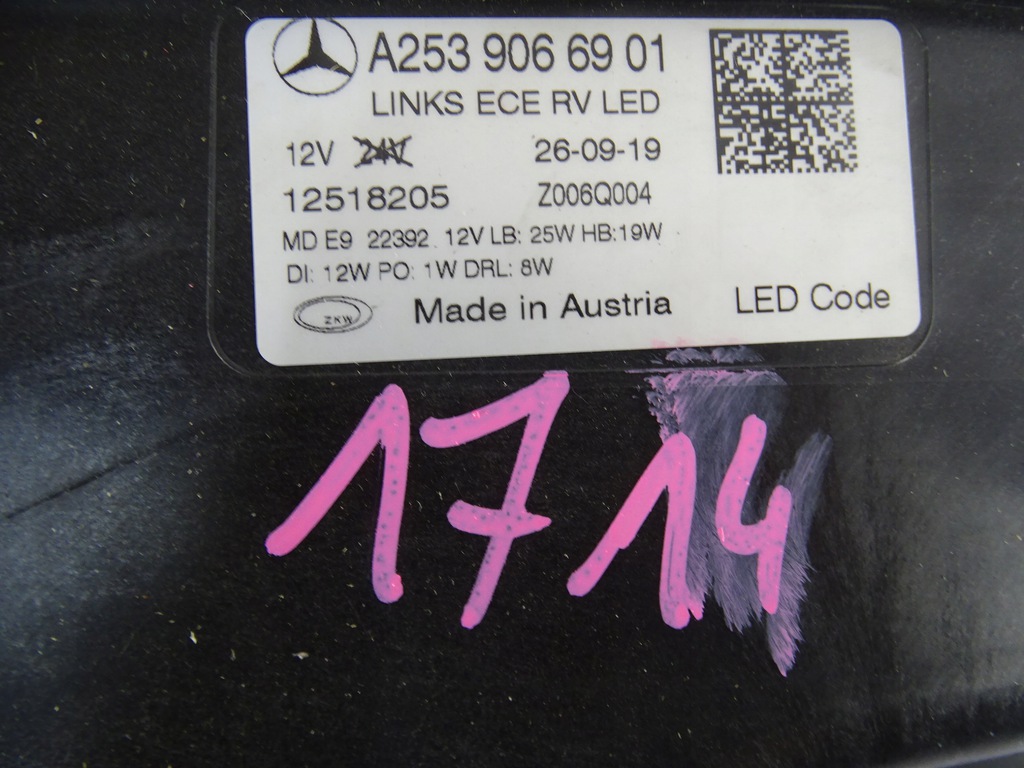 A253 906 69 01
LINKS ECE RV LED
12V 24V 26-09-19
12518205 Z006Q004
MD E9 22392 12V LB: 25W HB:19W
DI: 12W PO: 1W DRL: 8W
ZKW Made in Austria LED Code
1714